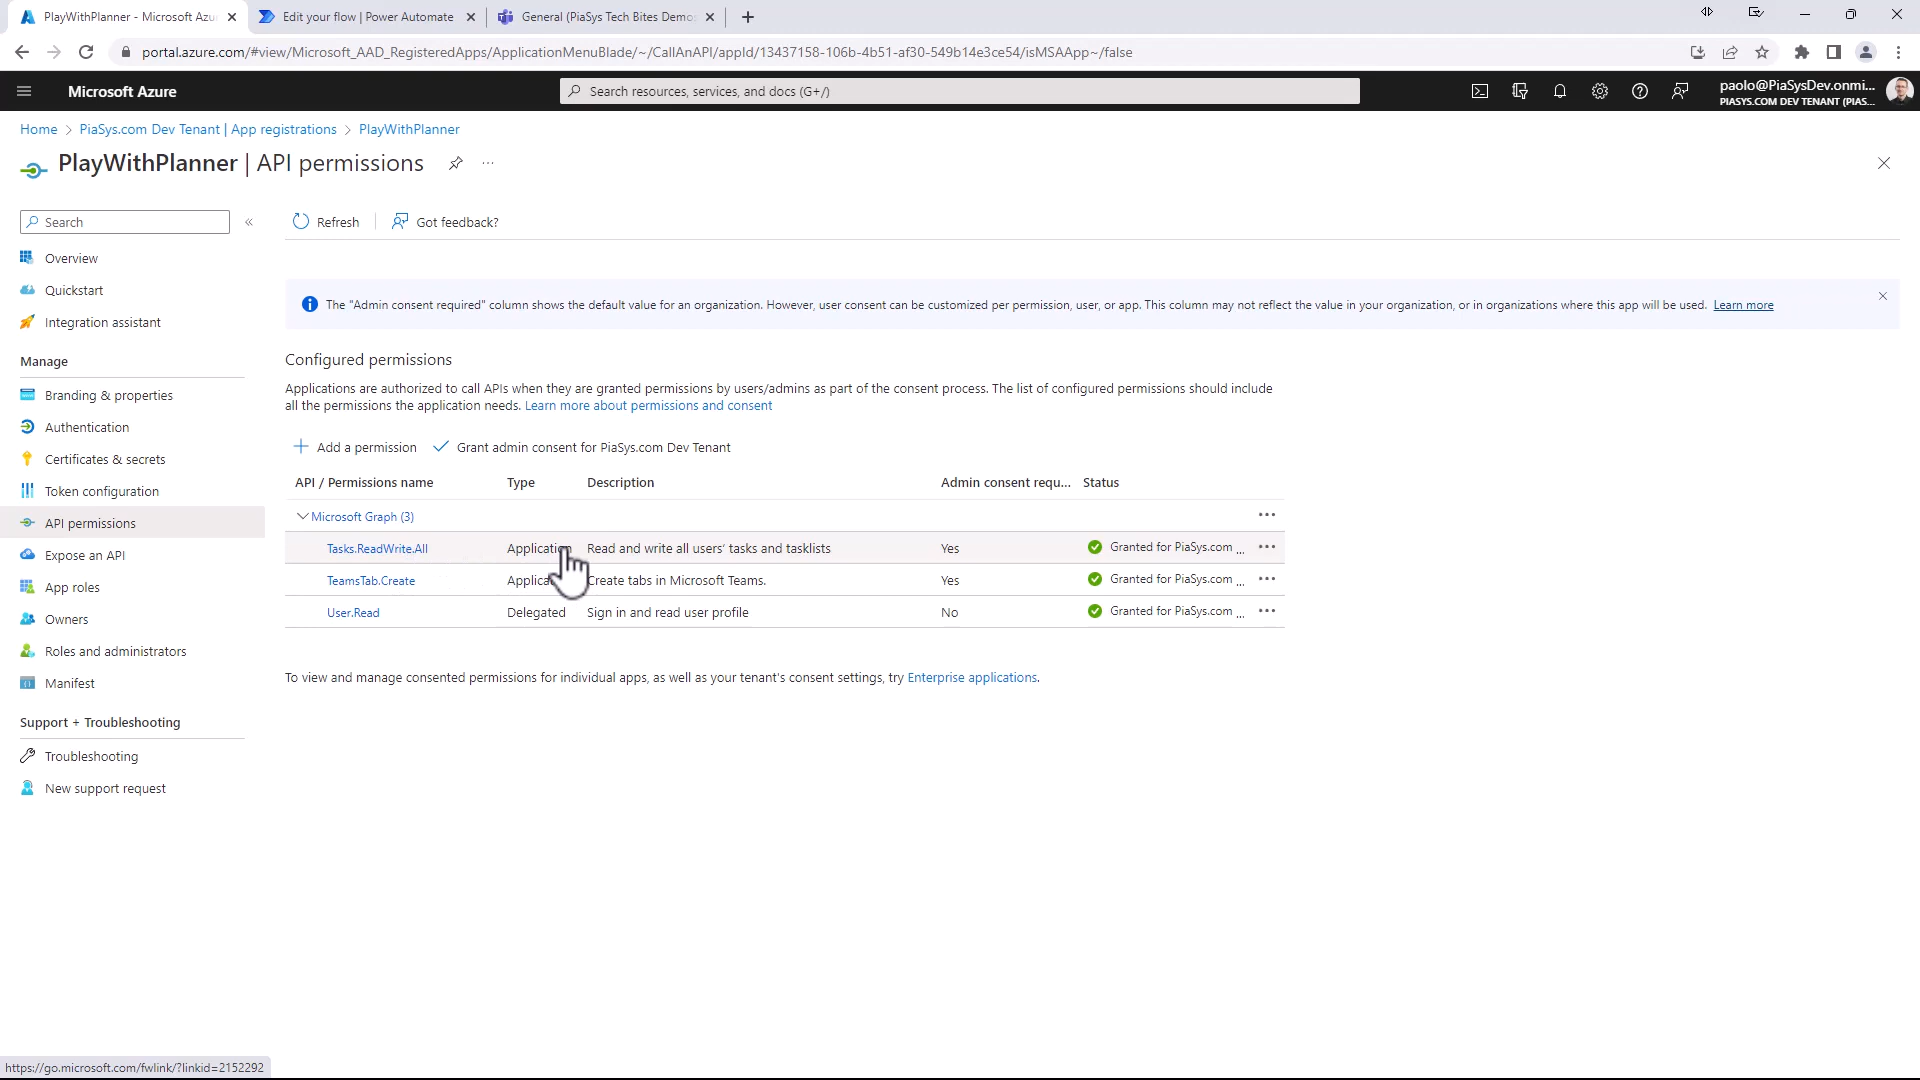 PlayWithPlanner - Microsoft Azu
Edit your flow | Power Automate
General (PiaSys Tech Bites Demo
portal.azure.com/#view/Microsoft_AAD_RegisteredApps/ApplicationMenuBlade/~/CallAnAPI/appId/13437158-106b-4b51-af30-549b14e3ce54/isMSAApp~/false
Microsoft Azure
Search resources, services, and docs (G+/)
paolo@PiaSysDev.onmi...
PIASYS.COM DEV TENANT (PIAS...
Home > PiaSys.com Dev Tenant | App registrations > PlayWithPlanner
PlayWithPlanner | API permissions
Search
Refresh
Got feedback?
Overview
Quickstart
Integration assistant
The "Admin consent required" column shows the default value for an organization. However, user consent can be customized per permission, user, or app. This column may not reflect the value in your organization, or in organizations where this app will be used. Learn more
Manage
Branding & properties
Authentication
Certificates & secrets
Token configuration
API permissions
Expose an API
App roles
Owners
Roles and administrators
Manifest
Support + Troubleshooting
Troubleshooting
New support request
Configured permissions
Applications are authorized to call APIs when they are granted permissions by users/admins as part of the consent process. The list of configured permissions should include
all the permissions the application needs. Learn more about permissions and consent
Add a permission
Grant admin consent for PiaSys.com Dev Tenant
API / Permissions name Type Description Admin consent requ... Status
Microsoft Graph (3)
Tasks.ReadWrite.All Application Read and write all users' tasks and tasklists Yes Granted for PiaSys.com ...
TeamsTab.Create Applica Create tabs in Microsoft Teams. Yes Granted for PiaSys.com ...
User.Read Delegated Sign in and read user profile No Granted for PiaSys.com ...
To view and manage consented permissions for individual apps, as well as your tenant's consent settings, try Enterprise applications.
https://go.microsoft.com/fwlink/?linkid=2152292